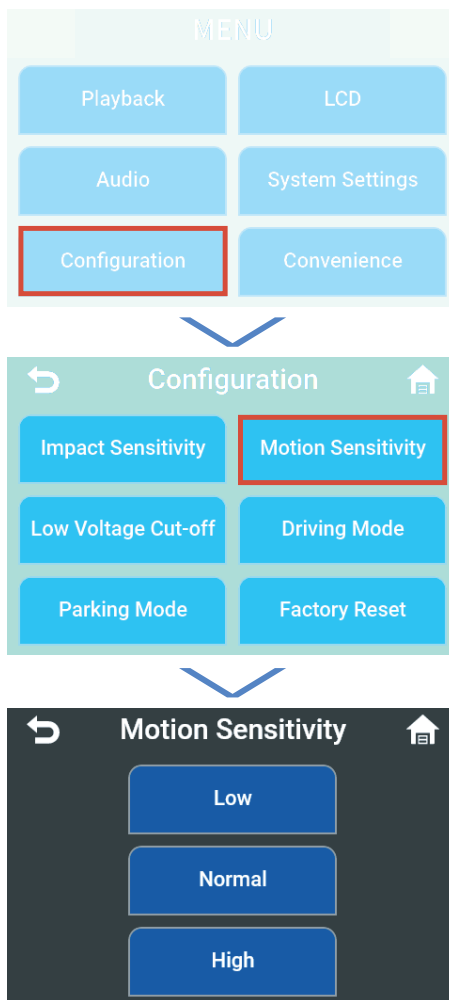 MENU
Playback
LCD
Audio
System Settings
Configuration
Convenience
Configuration
Impact Sensitivity
Motion Sensitivity
Low Voltage Cut-off
Driving Mode
Parking Mode
Factory Reset
Motion Sensitivity
Low
Normal
High